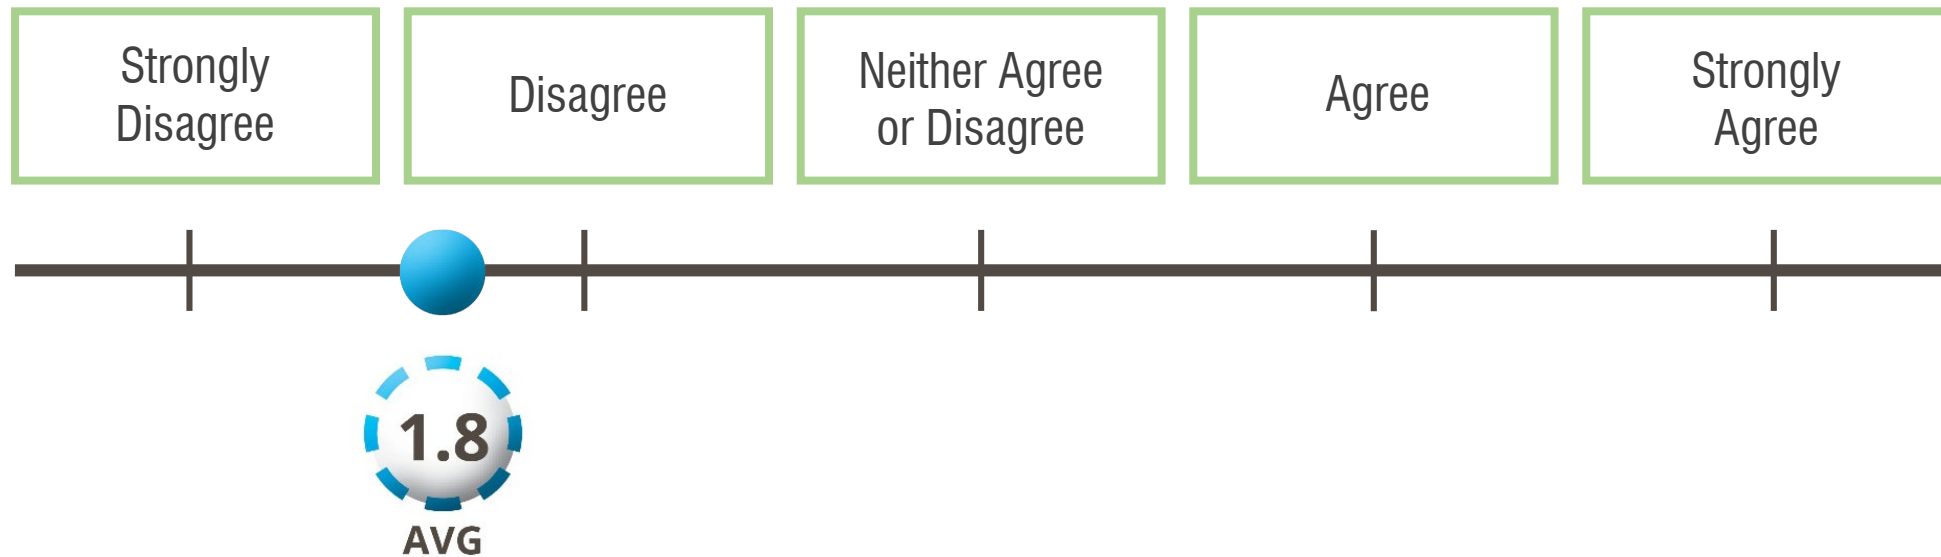 Strongly
Disagree
Disagree
Neither Agree
or Disagree
Agree
Strongly
Agree
1.8
AVG